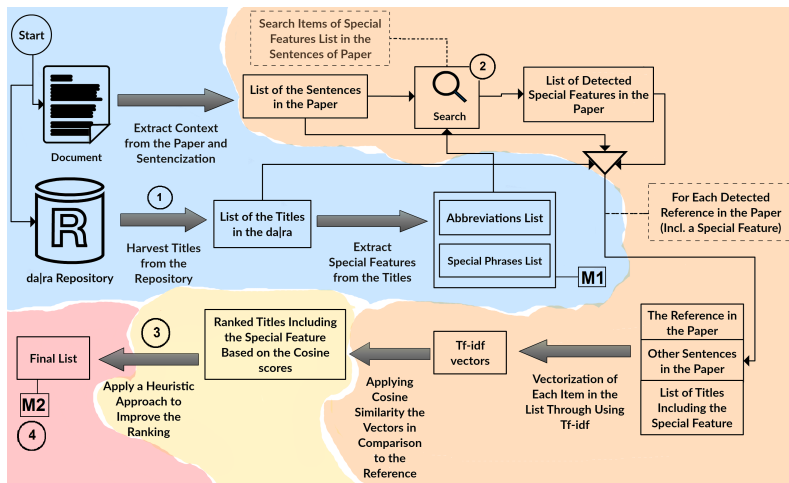 Start
Document
Extract Context
from the Paper and
Sentencization
Search Items of Special
Features List in the
Sentences of Paper
List of the Sentences
in the Paper
2
Search
List of Detected
Special Features in the
Paper
R
da|ra Repository
1
Harvest Titles
from the
Repository
List of the Titles
in the da|ra
Extract
Special Features
from the Titles
Abbreviations List
Special Phrases List
M1
For Each Detected
Reference in the Paper
(Incl. a Special Feature)
The Reference in
the Paper
Other Sentences
in the Paper
List of Titles
Including the
Special Feature
Vectorization of
Each Item in the
List Through Using
Tf-idf
Tf-idf
vectors
Applying
Cosine
Similarity the
Vectors in
Comparison
to the
Reference
Ranked Titles Including
the Special Feature
Based on the Cosine
scores
3
Apply a Heuristic
Approach to
Improve the
Ranking
Final List
M2
4